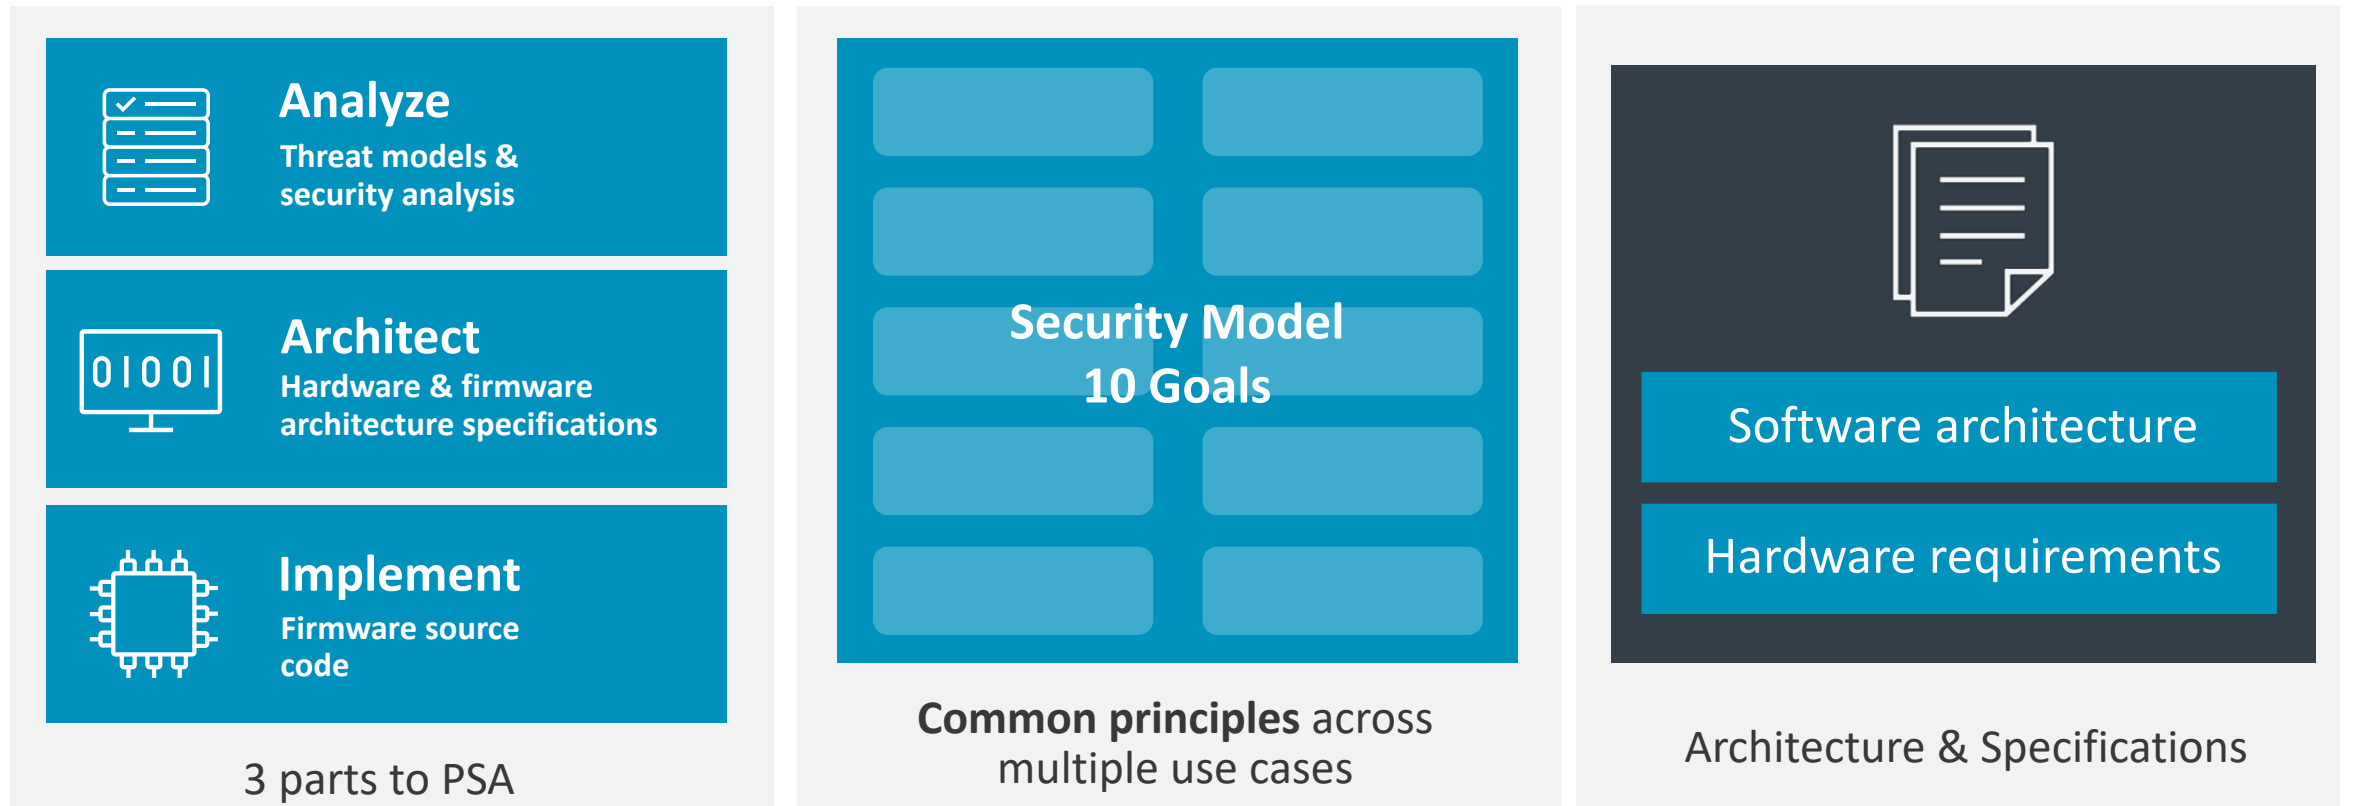 Analyze
Threat models &
security analysis
01001
Architect
Hardware & firmware
architecture specifications
Implement
Firmware source
code
3 parts to PSA
Security Model
10 Goals
Common principles across
multiple use cases
Software architecture
Hardware requirements
Architecture & Specifications